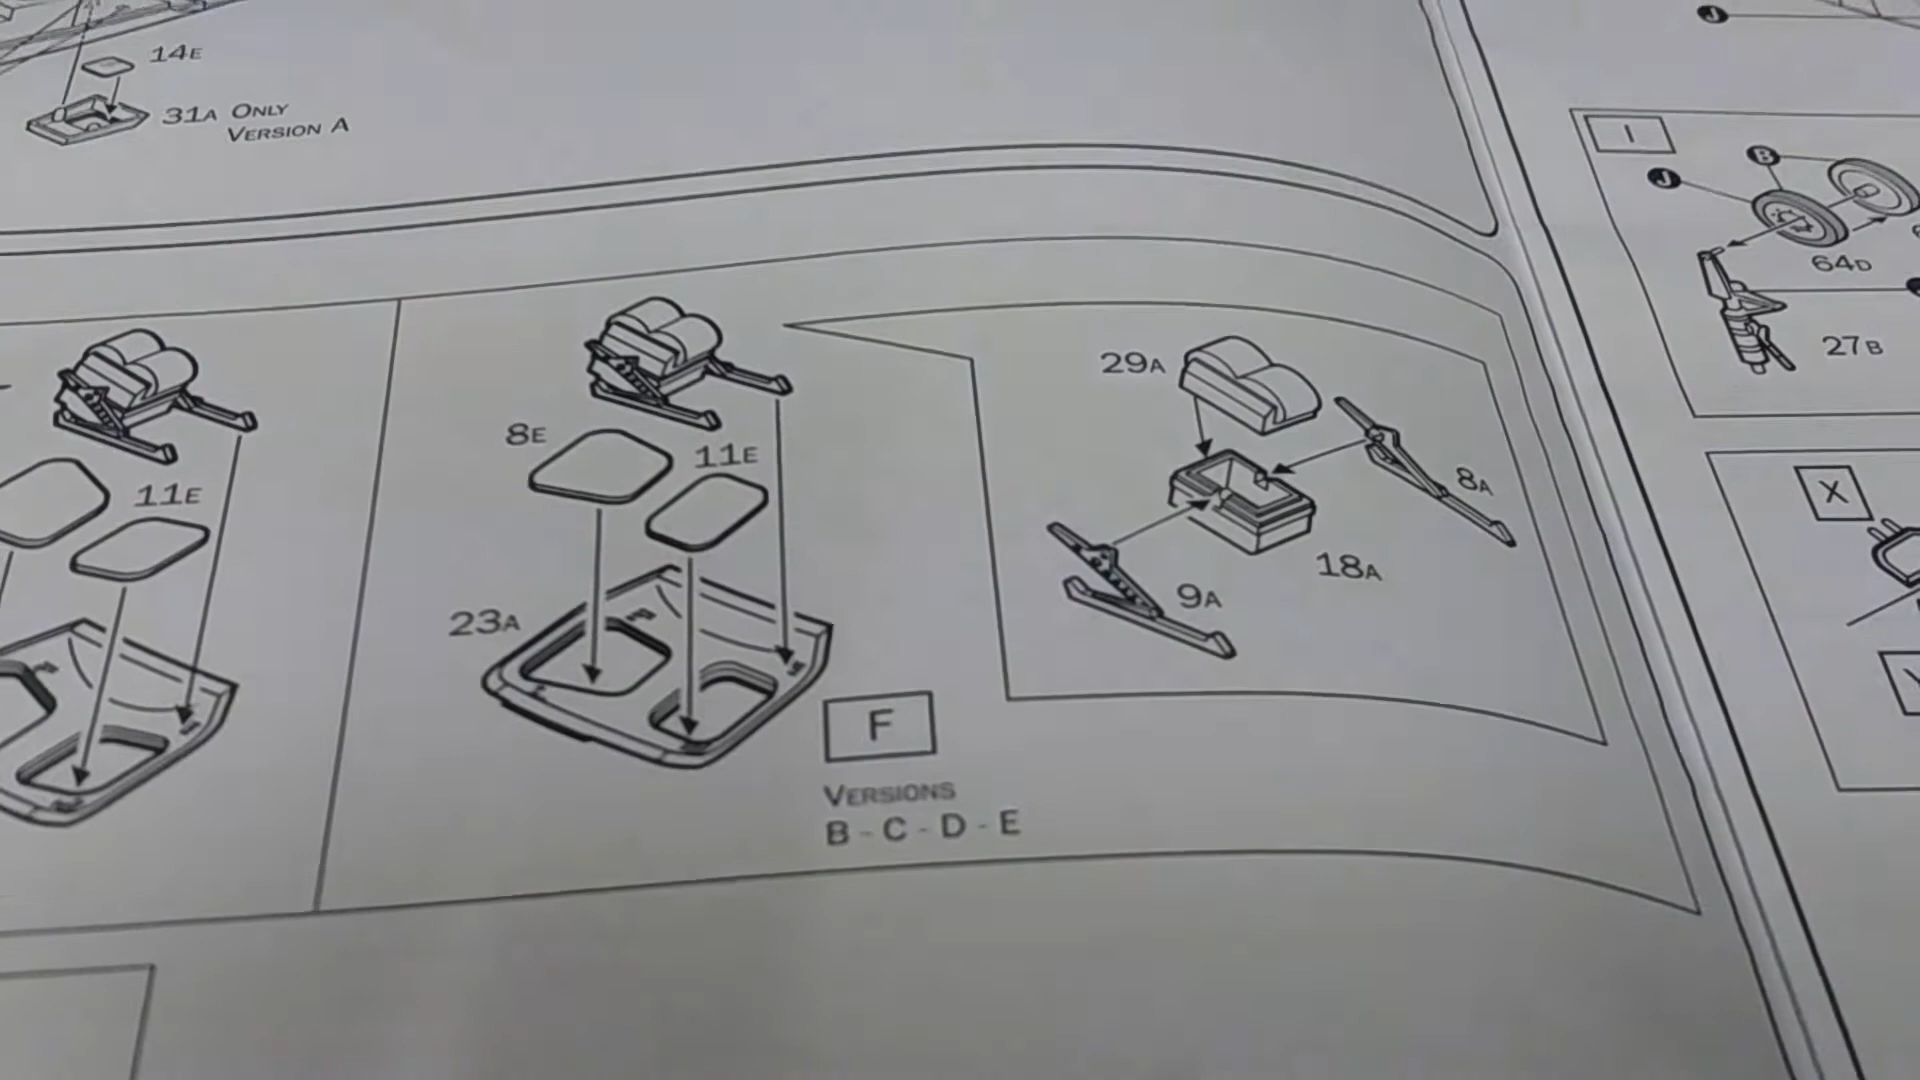 14E
31A ONLY
VERSION A
J
I
B
J
64D
27B
X
11E
8E
11E
23A
29A
8A
18A
9A
F
VERSIONS
B - C - D - E